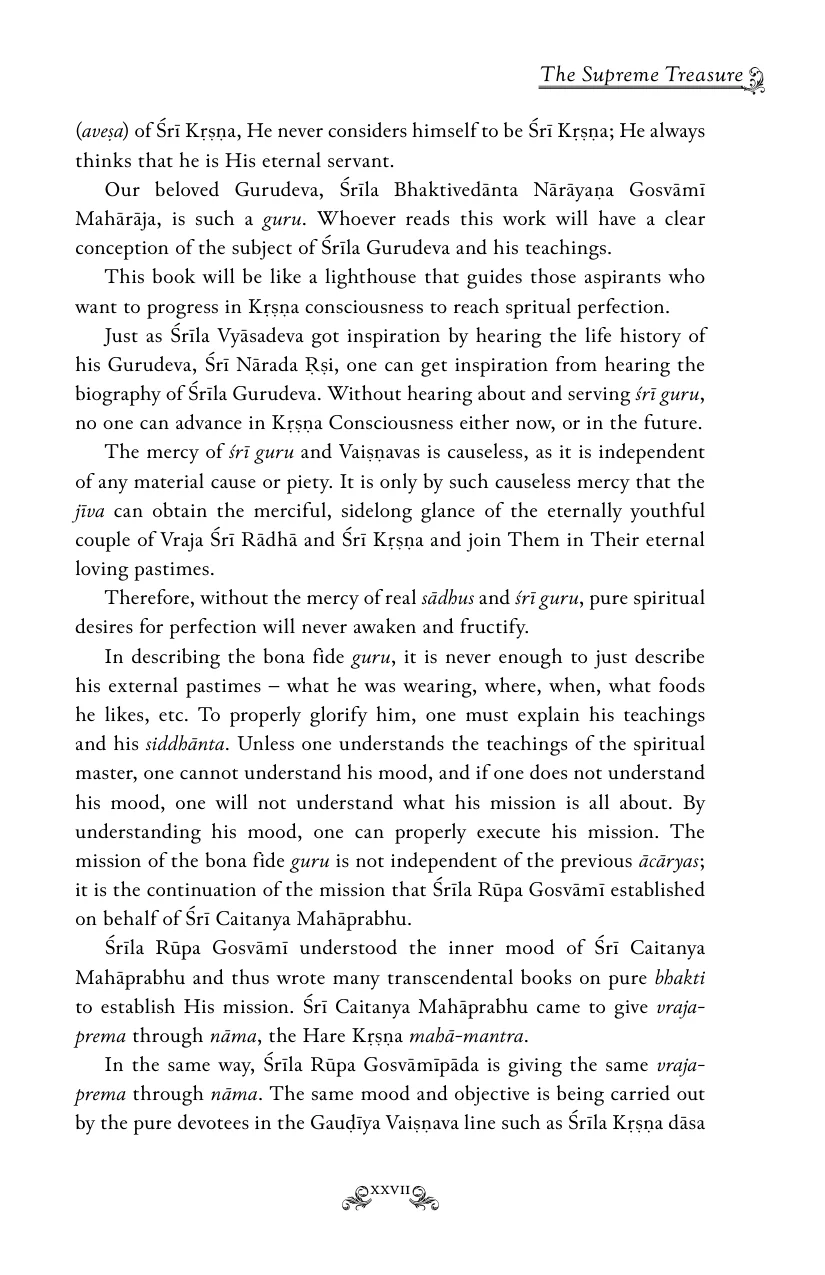 The Supreme Treasure
(aveṣa) of Śrī Kṛṣṇa, He never considers himself to be Śrī Kṛṣṇa; He always
thinks that he is His eternal servant.
Our beloved Gurudeva, Śrīla Bhaktivedānta Nārāyaṇa Gosvāmī
Mahārāja, is such a guru. Whoever reads this work will have a clear
conception of the subject of Śrīla Gurudeva and his teachings.
This book will be like a lighthouse that guides those aspirants who
want to progress in Kṛṣṇa consciousness to reach spritual perfection.
Just as Śrīla Vyāsadeva got inspiration by hearing the life history of
his Gurudeva, Śrī Nārada Ṛṣi, one can get inspiration from hearing the
biography of Śrīla Gurudeva. Without hearing about and serving śrī guru,
no one can advance in Kṛṣṇa Consciousness either now, or in the future.
The mercy of śrī guru and Vaiṣṇavas is causeless, as it is independent
of any material cause or piety. It is only by such causeless mercy that the
jīva can obtain the merciful, sidelong glance of the eternally youthful
couple of Vraja Śrī Rādhā and Śrī Kṛṣṇa and join Them in Their eternal
loving pastimes.
Therefore, without the mercy of real sādhus and śrī guru, pure spiritual
desires for perfection will never awaken and fructify.
In describing the bona fide guru, it is never enough to just describe
his external pastimes – what he was wearing, where, when, what foods
he likes, etc. To properly glorify him, one must explain his teachings
and his siddhānta. Unless one understands the teachings of the spiritual
master, one cannot understand his mood, and if one does not understand
his mood, one will not understand what his mission is all about. By
understanding his mood, one can properly execute his mission. The
mission of the bona fide guru is not independent of the previous ācāryas;
it is the continuation of the mission that Śrīla Rūpa Gosvāmī established
on behalf of Śrī Caitanya Mahāprabhu.
Śrīla Rūpa Gosvāmī understood the inner mood of Śrī Caitanya
Mahāprabhu and thus wrote many transcendental books on pure bhakti
to establish His mission. Śrī Caitanya Mahāprabhu came to give vraja-
prema through nāma, the Hare Kṛṣṇa mahā-mantra.
In the same way, Śrīla Rūpa Gosvāmīpāda is giving the same vraja-
prema through nāma. The same mood and objective is being carried out
by the pure devotees in the Gauḍīya Vaiṣṇava line such as Śrīla Kṛṣṇa dāsa
XXVII